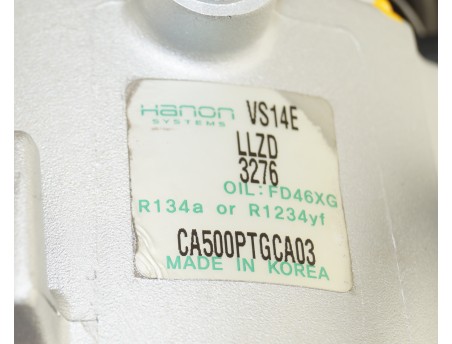 Hanon VS14E
SYSTEMS
LLZD
3276
OIL:FD46XG
R134a or R1234yf
CA500PTGCA03
MADE IN KOREA